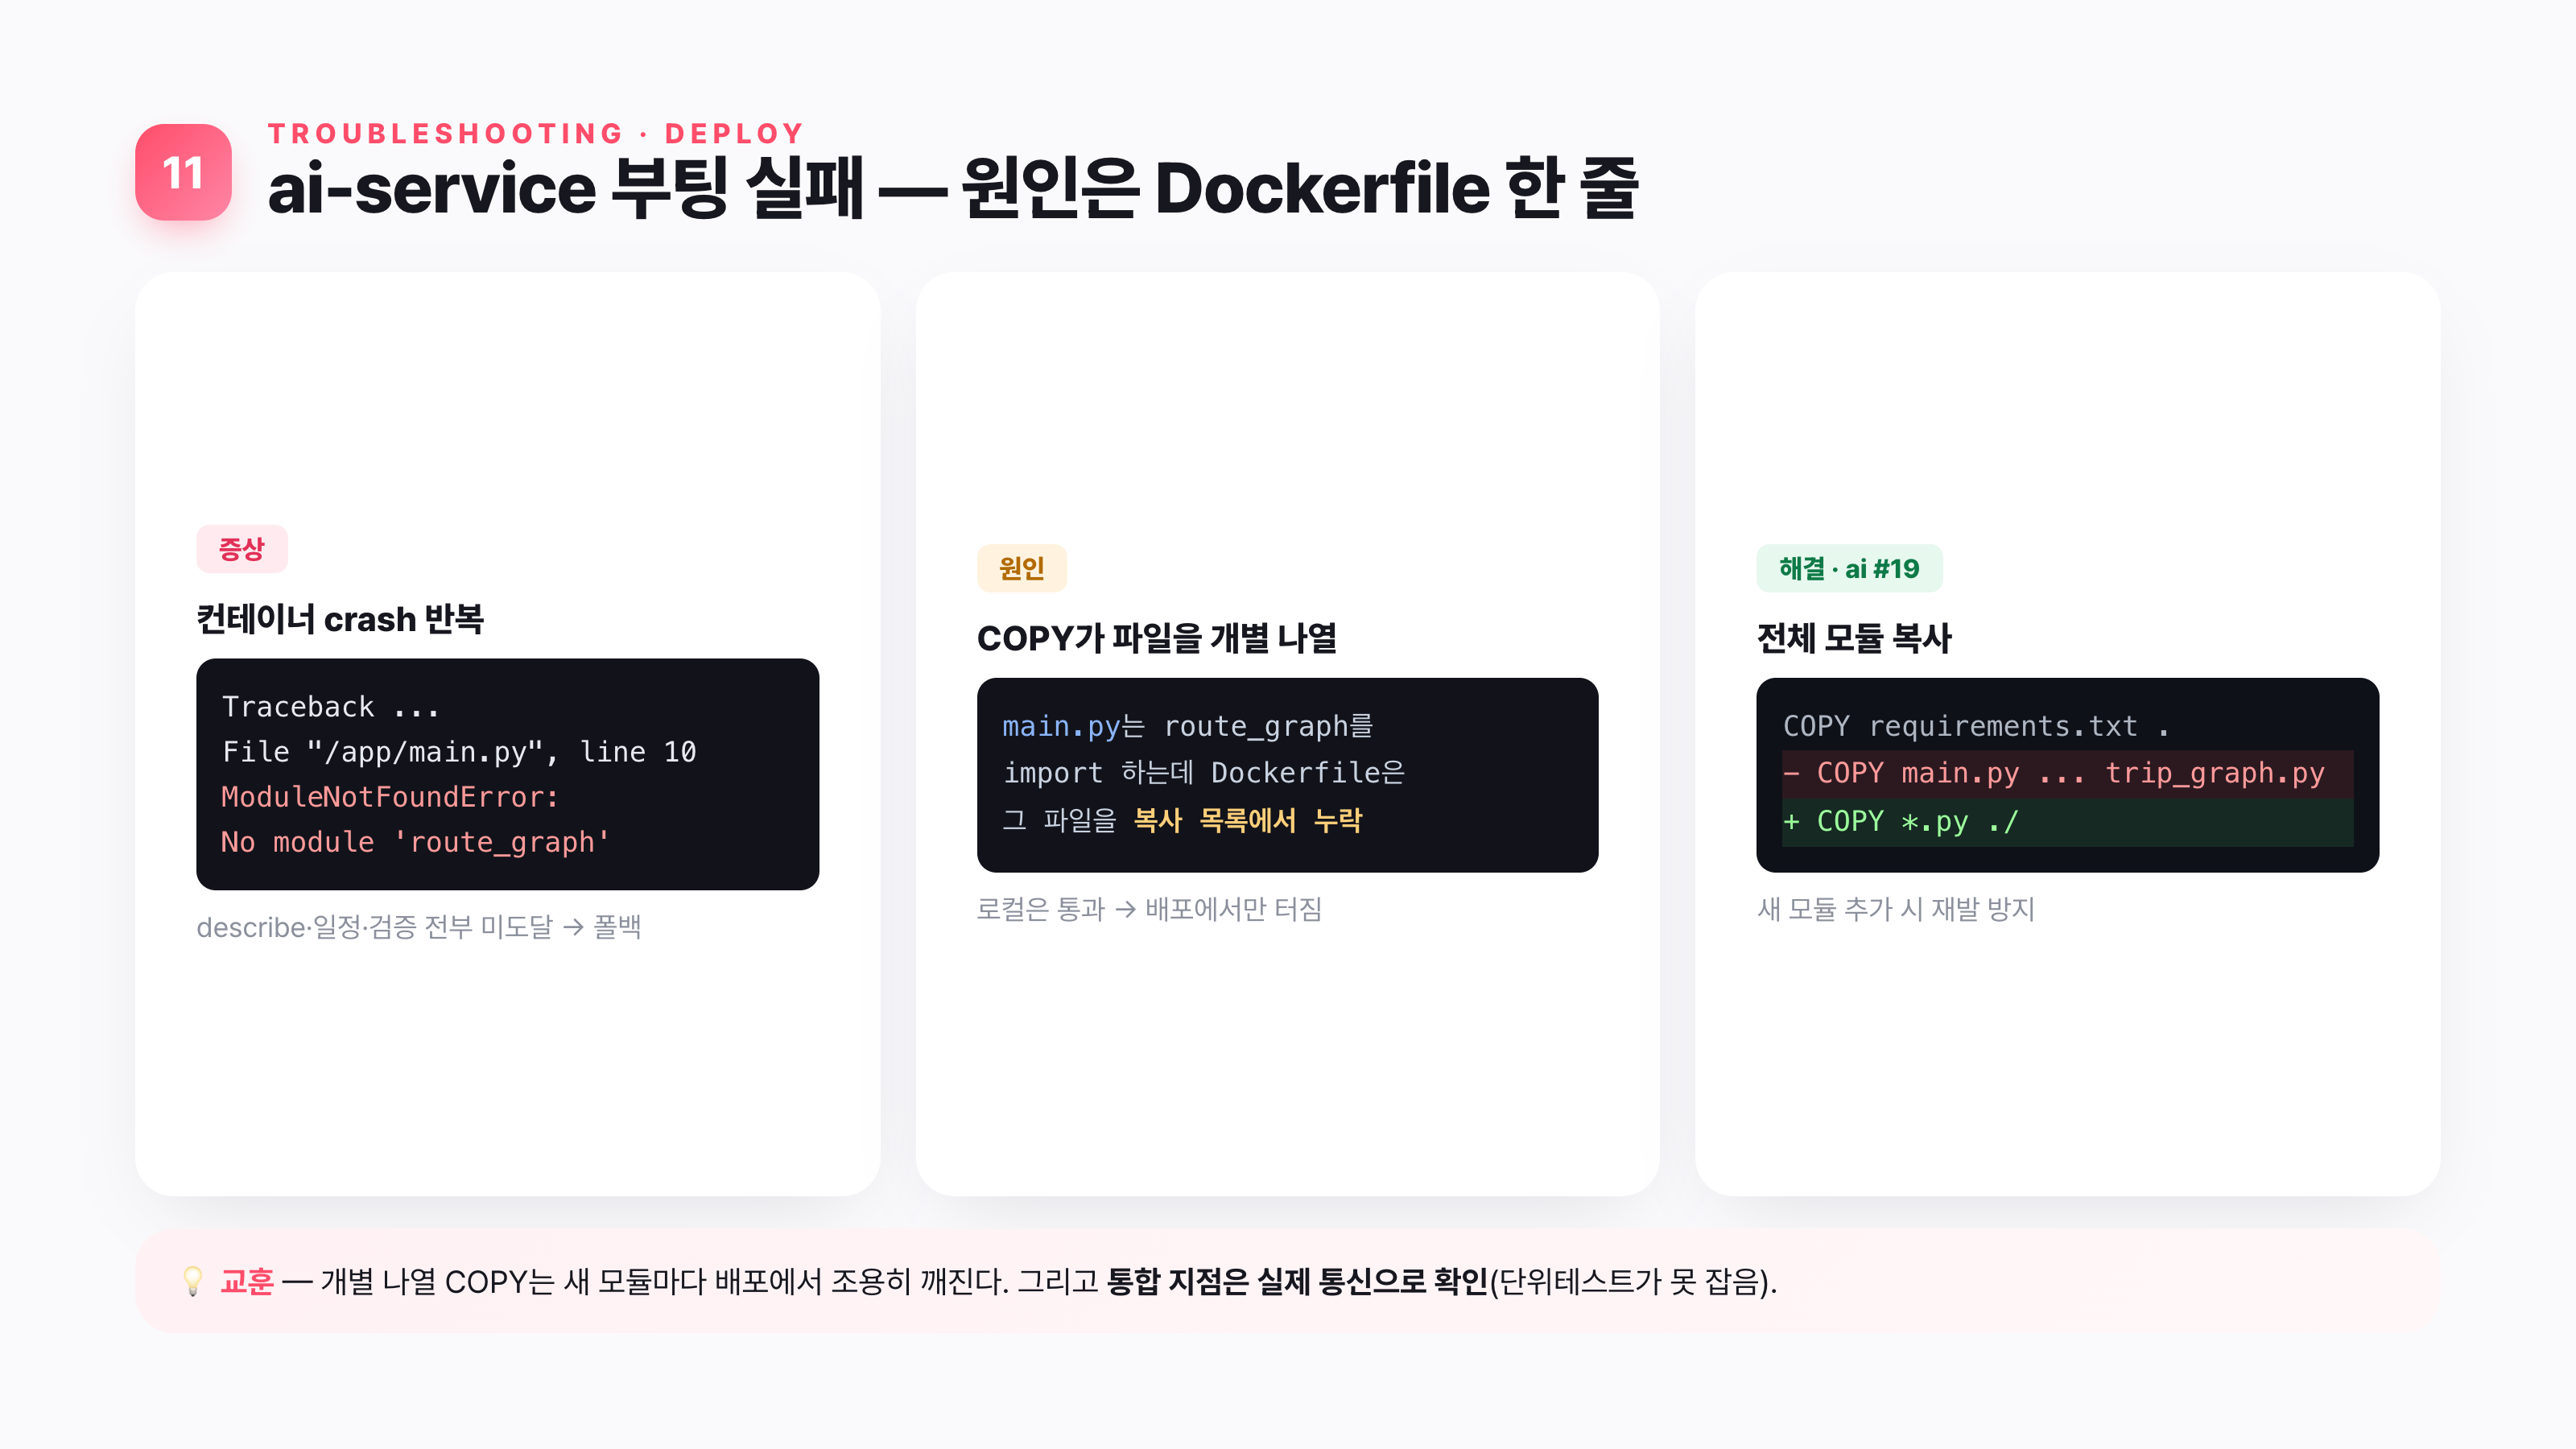 11
TROUBLESHOOTING · DEPLOY
ai-service 부팅 실패 — 원인은 Dockerfile 한 줄
증상
컨테이너 crash 반복
Traceback ...
File "/app/main.py", line 10
ModuleNotFoundError:
No module 'route_graph'
describe·일정·검증 전부 미도달 → 폴백
원인
COPY가 파일을 개별 나열
main.py는 route_graph를
import 하는데 Dockerfile은
그 파일을 복사 목록에서 누락
로컬은 통과 → 배포에서만 터짐
해결 · ai #19
전체 모듈 복사
COPY requirements.txt .
− COPY main.py ... trip_graph.py
+ COPY *.py ./
새 모듈 추가 시 재발 방지
💡 교훈 — 개별 나열 COPY는 새 모듈마다 배포에서 조용히 깨진다. 그리고 통합 지점은 실제 통신으로 확인(단위테스트가 못 잡음).